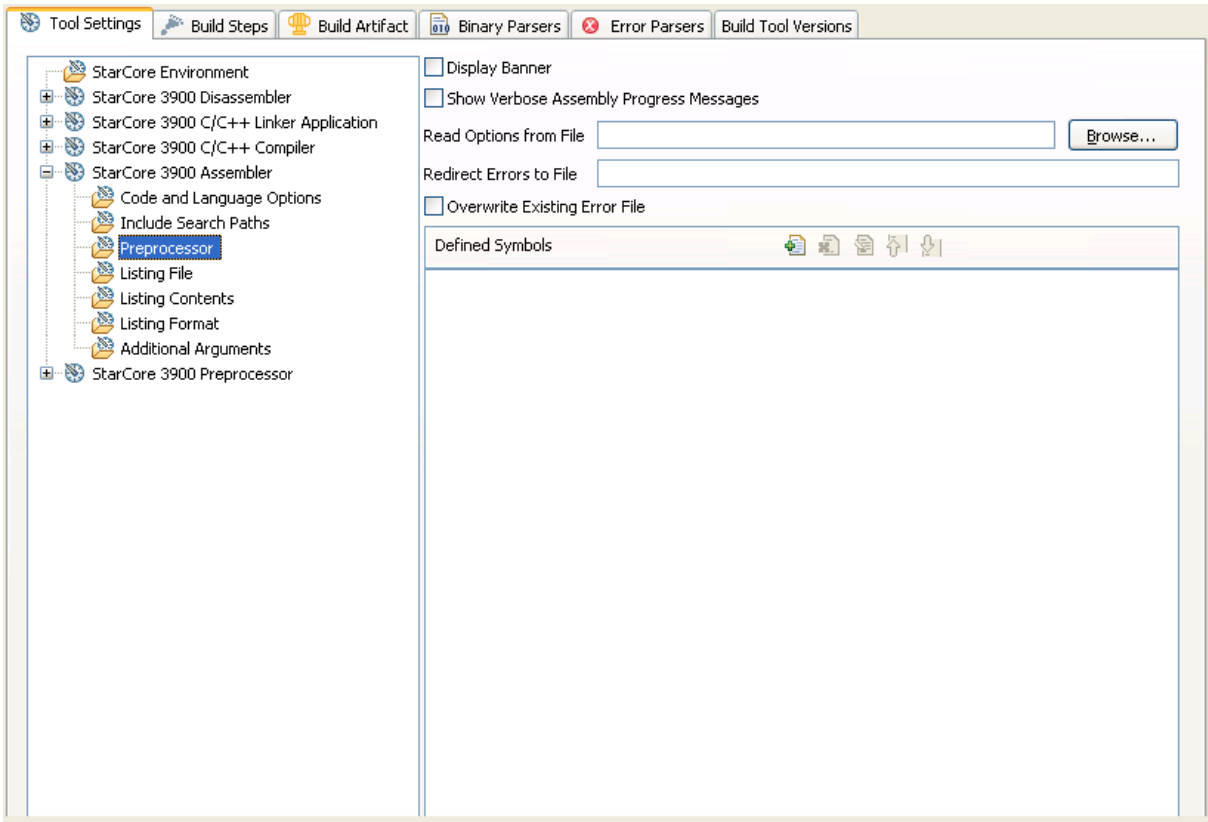 Tool Settings Build Steps Build Artifact Binary Parsers Error Parsers Build Tool Versions
StarCore Environment
StarCore 3900 Disassembler
StarCore 3900 C/C++ Linker Application
StarCore 3900 C/C++ Compiler
StarCore 3900 Assembler
Code and Language Options
Include Search Paths
Preprocessor
Listing File
Listing Contents
Listing Format
Additional Arguments
StarCore 3900 Preprocessor
Display Banner
Show Verbose Assembly Progress Messages
Read Options from File Browse...
Redirect Errors to File
Overwrite Existing Error File
Defined Symbols